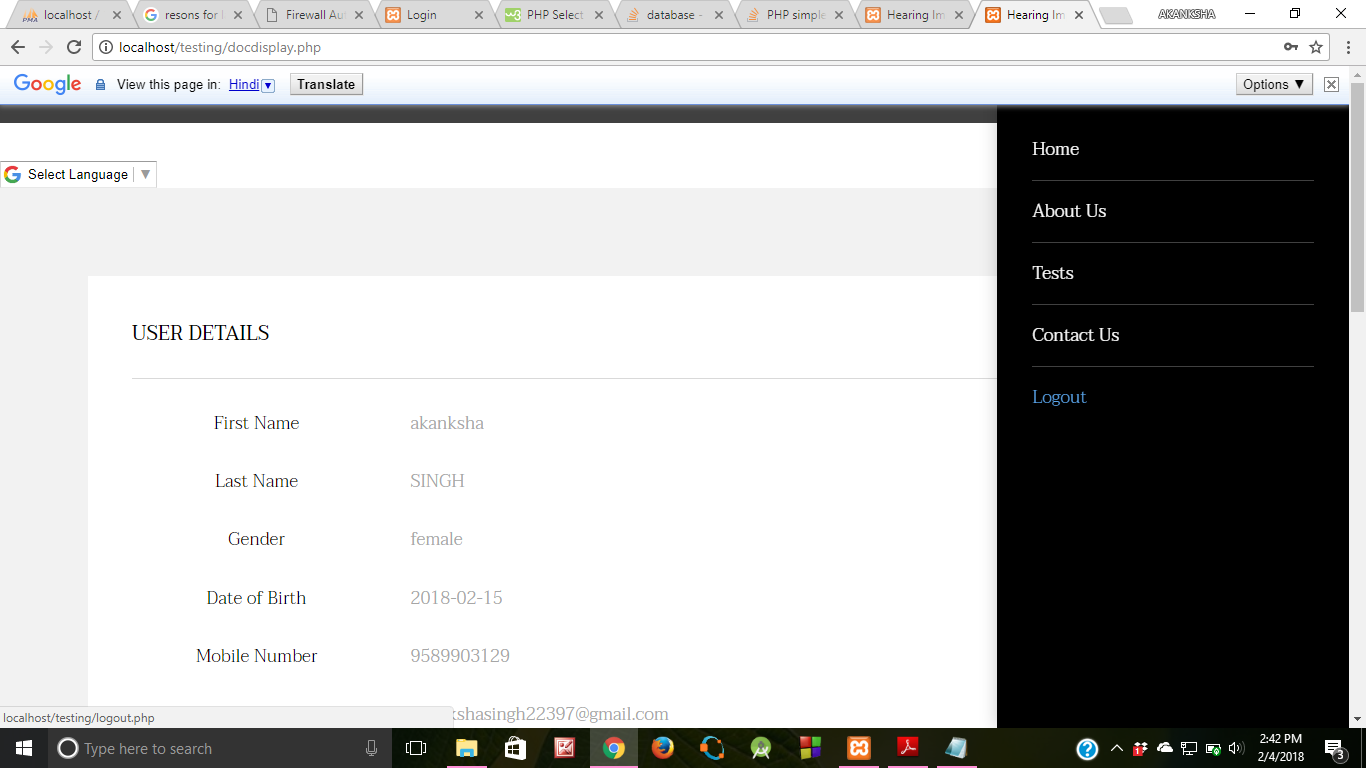 localhost /
resons for
Firewall Au
Login
PHP Select
database -
PHP simple
Hearing Im
Hearing Im
AKANKSHA
localhost/testing/docdisplay.php
Google View this page in: Hindi Translate Options
Select Language
Home
About Us
Tests
Contact Us
Logout
USER DETAILS
First Name akanksha
Last Name SINGH
Gender female
Date of Birth 2018-02-15
Mobile Number 9589903129
kshasingh22397@gmail.com
localhost/testing/logout.php
Type here to search
2:42 PM
2/4/2018
3